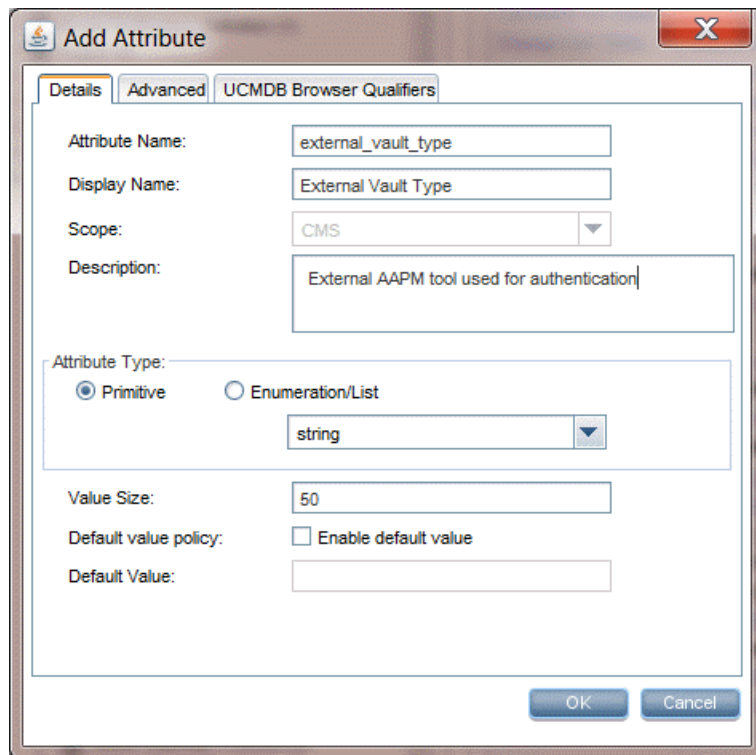 Add Attribute
Details Advanced UCMDB Browser Qualifiers
Attribute Name: external_vault_type
Display Name: External Vault Type
Scope: CMS
Description: External AAPM tool used for authentication
Attribute Type:
Primitive Enumeration/List
string
Value Size: 50
Default value policy: Enable default value
Default Value:
OK Cancel